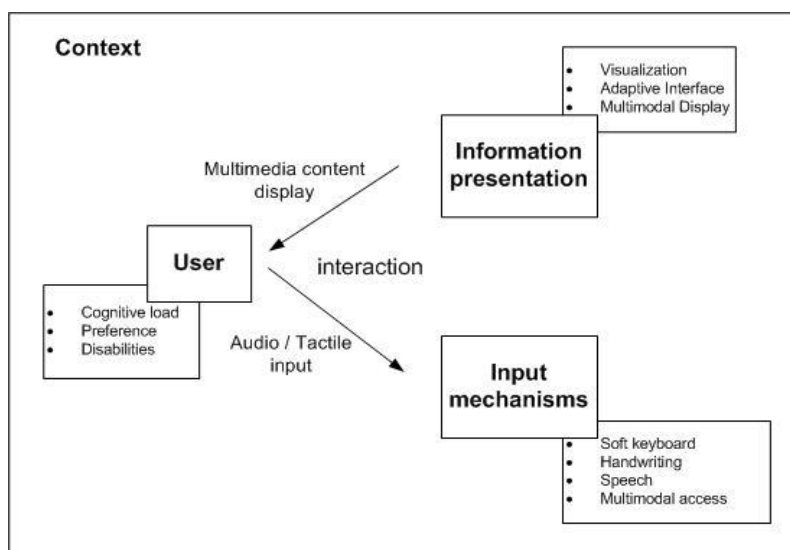 Context
• Visualization
• Adaptive Interface
• Multimodal Display
Information
presentation
Multimedia content
display
User
interaction
• Cognitive load
• Preference
• Disabilities
Audio / Tactile
input
Input
mechanisms
• Soft keyboard
• Handwriting
• Speech
• Multimodal access